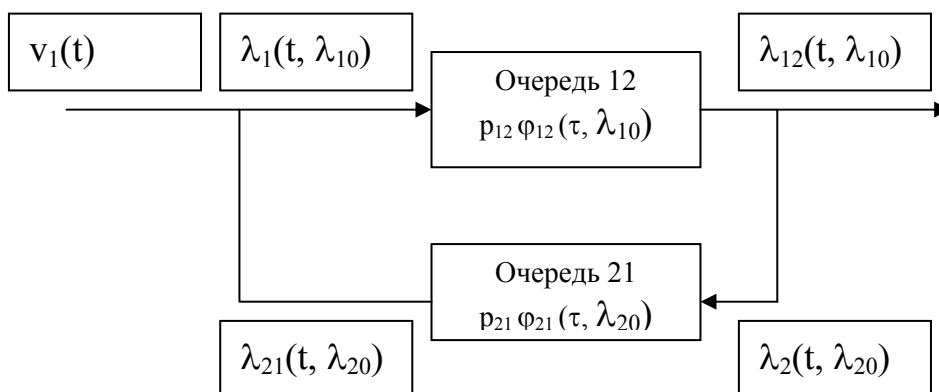 v₁(t)
λ₁(t, λ₁₀)
λ₁₂(t, λ₁₀)
Очередь 12
p₁₂ φ₁₂ (τ, λ₁₀)
Очередь 21
p₂₁ φ₂₁ (τ, λ₂₀)
λ₂₁(t, λ₂₀)
λ₂(t, λ₂₀)